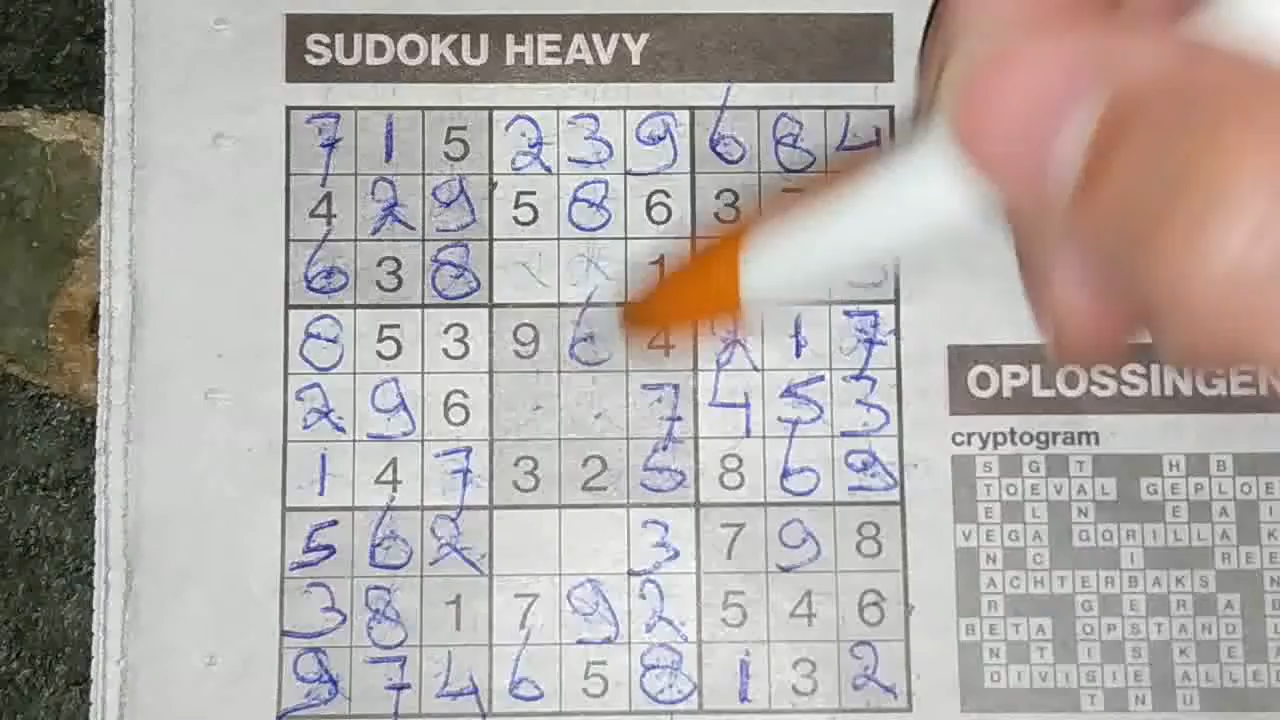 SUDOKU HEAVY
7 1 5 2 3 9 6 8 4
4 2 9 5 8 6 3
6 3 8 1
8 5 3 9 6 4 2 1 7
2 9 6 7 4 5 3
1 4 7 3 2 5 8 6 9
5 6 2 3 7 9 8
3 8 1 7 9 2 5 4 6
9 7 4 6 5 8 1 3 2
OPLOSSINGEN
cryptogram
S G T H B
TOEVAL GEPLOE
E L N E A I
VEGA GORILLA K
N C I REE
ACHTERBAKS
R G E R A
BETA OPSTAND
N T I S K E
DIVIGIE ALLE
T N U